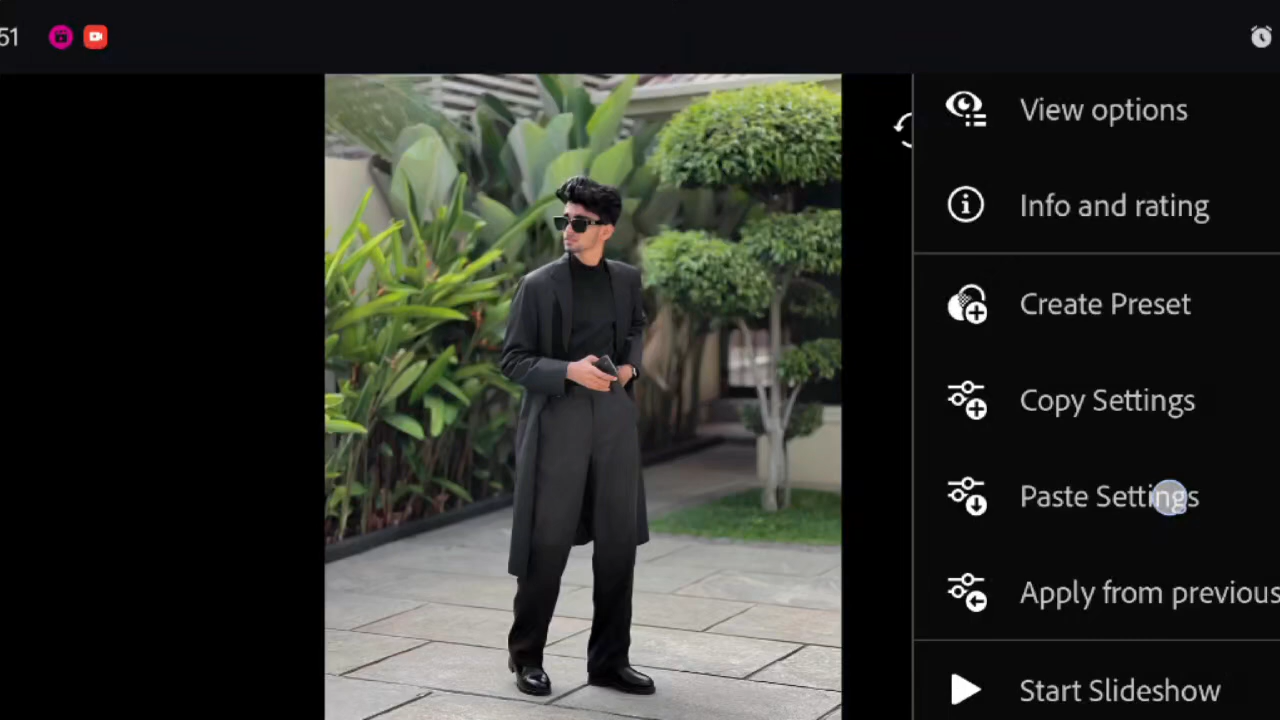 51
View options
Info and rating
Create Preset
Copy Settings
Paste Settings
Apply from previous
Start Slideshow